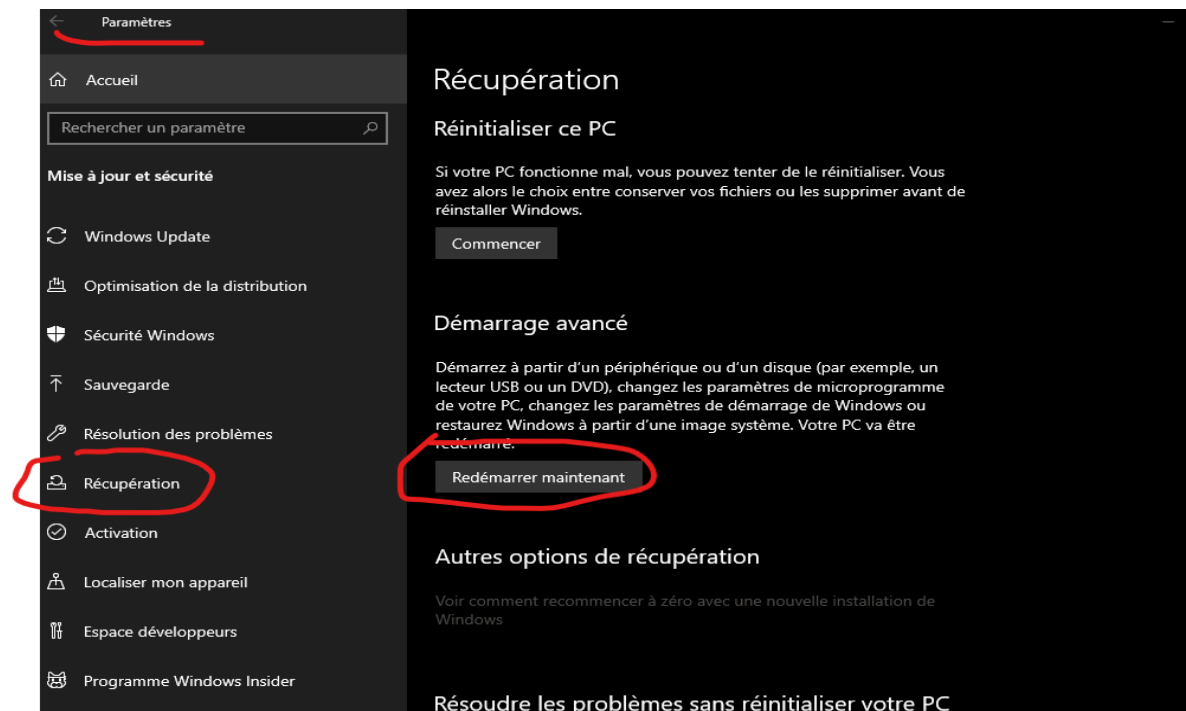 Paramètres
Accueil
Rechercher un paramètre
Mise à jour et sécurité
Windows Update
Optimisation de la distribution
Sécurité Windows
Sauvegarde
Résolution des problèmes
Récupération
Activation
Localiser mon appareil
Espace développeurs
Programme Windows Insider
Récupération
Réinitialiser ce PC
Si votre PC fonctionne mal, vous pouvez tenter de le réinitialiser. Vous
avez alors le choix entre conserver vos fichiers ou les supprimer avant de
réinstaller Windows.
Commencer
Démarrage avancé
Démarrez à partir d’un périphérique ou d’un disque (par exemple, un
lecteur USB ou un DVD), changez les paramètres de microprogramme
de votre PC, changez les paramètres de démarrage de Windows ou
restaurez Windows à partir d’une image système. Votre PC va être
redémarré.
Redémarrer maintenant
Autres options de récupération
Voir comment recommencer à zéro avec une nouvelle installation de
Windows
Résoudre les problèmes sans réinitialiser votre PC